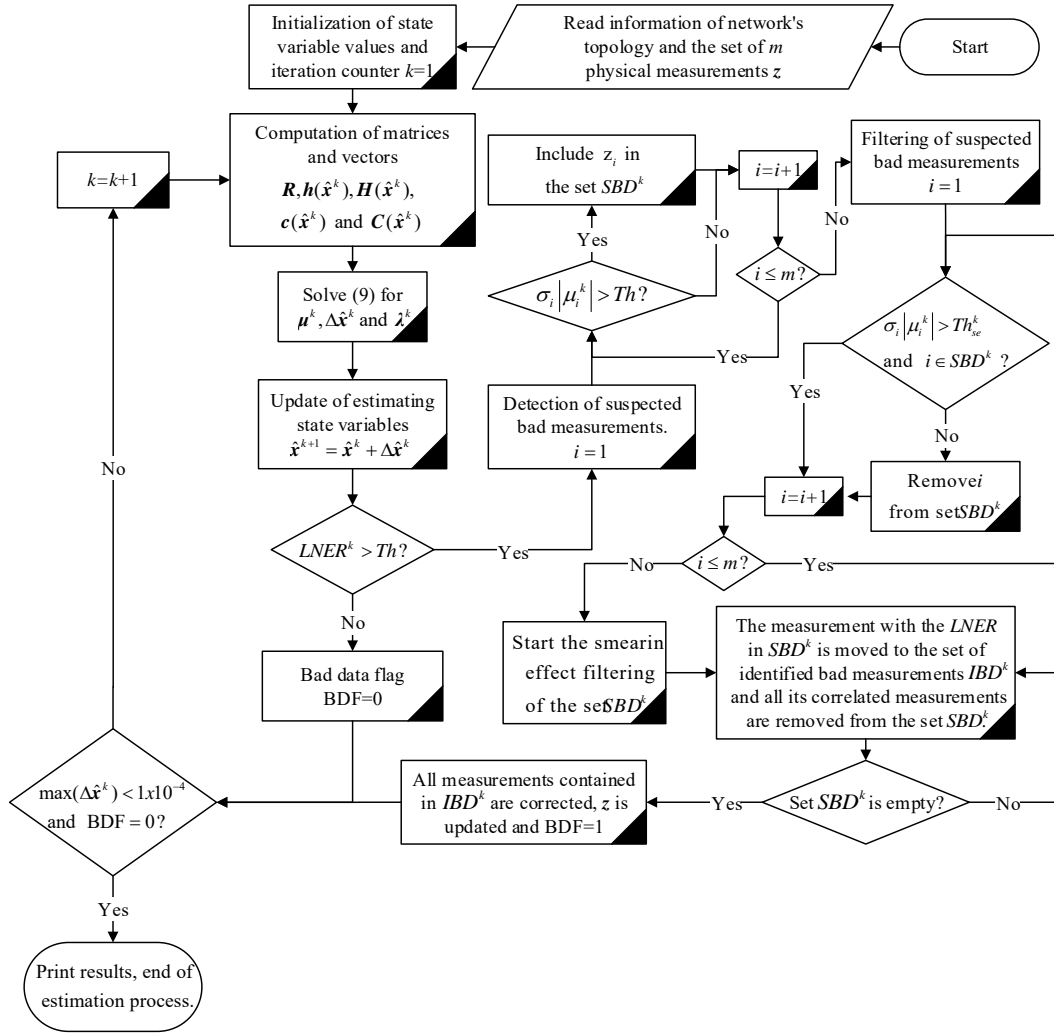 Start
Read information of network's
topology and the set of m
physical measurements z
Initialization of state
variable values and
iteration counter k=1
Computation of matrices
and vectors
R, h(x̂^k), H(x̂^k),
c(x̂^k) and C(x̂^k)
k=k+1
Solve (9) for
μ^k, Δx̂^k and λ^k
Update of estimating
state variables
x̂^{k+1} = x̂^k + Δx̂^k
LNER^k > Th?
Yes
No
Bad data flag
BDF=0
Detection of suspected
bad measurements.
i = 1
σ_i |μ_i^k| > Th?
Yes
No
Include z_i in
the set SBD^k
i=i+1
i ≤ m?
Yes
No
Filtering of suspected
bad measurements
i = 1
σ_i |μ_i^k| > Th_{se}^k
and i ∈ SBD^k ?
Yes
No
Removei
from setSBD^k
i=i+1
i ≤ m?
Yes
No
Start the smearin
effect filtering
of the setSBD^k
The measurement with the LNER
in SBD^k is moved to the set of
identified bad measurements IBD^k
and all its correlated measurements
are removed from the set SBD.^k
Set SBD^k is empty?
No
Yes
All measurements contained
in IBD^k are corrected, z is
updated and BDF=1
max(Δx̂^k) < 1x10^{-4}
and BDF = 0?
No
Yes
Print results, end of
estimation process.